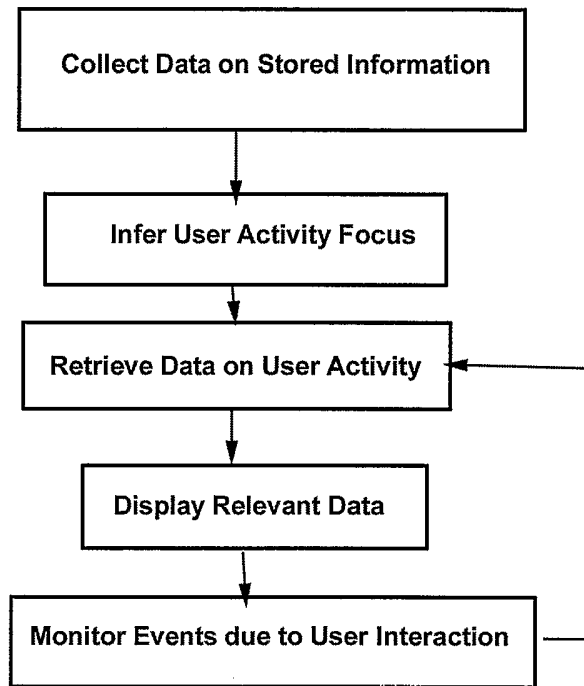 Collect Data on Stored Information
Infer User Activity Focus
Retrieve Data on User Activity
Display Relevant Data
Monitor Events due to User Interaction